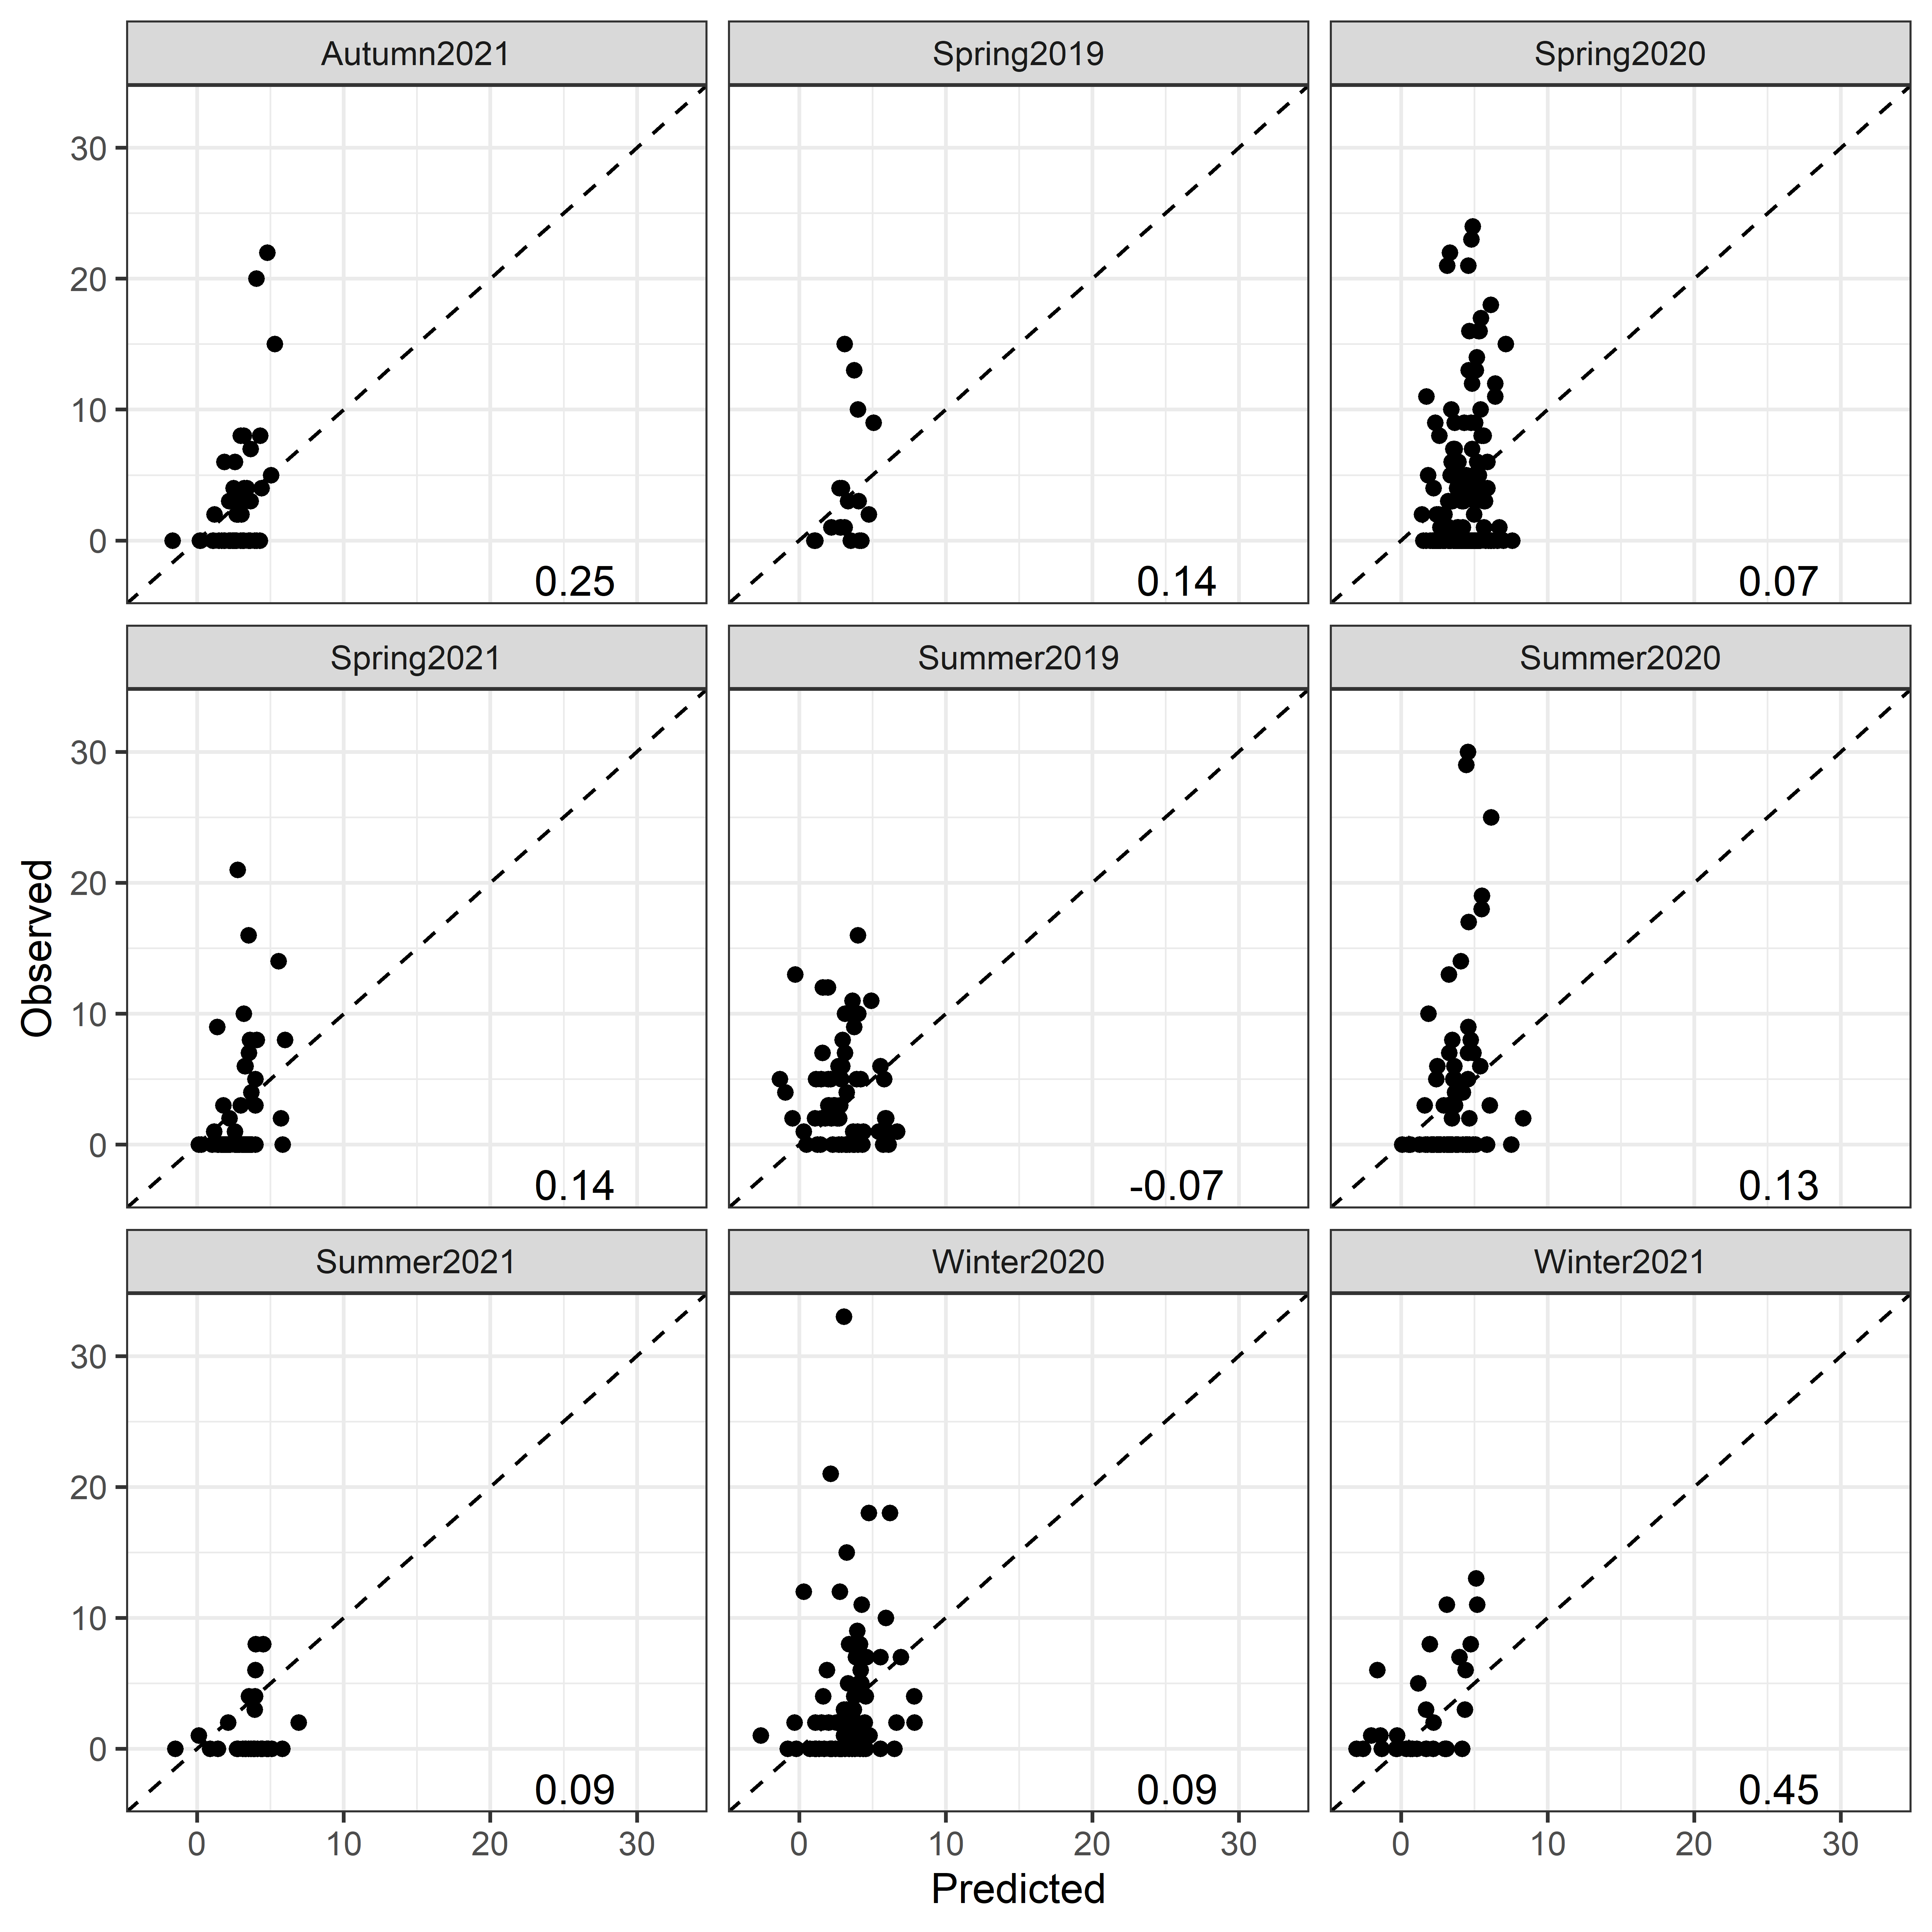 Autumn2021 Spring2019 Spring2020
30
20
10
0
0.25 0.14 0.07
Spring2021 Summer2019 Summer2020
30
20
10
0
0.14 -0.07 0.13
Observed
Summer2021 Winter2020 Winter2021
30
20
10
0
0.09 0.09 0.45
0 10 20 30 0 10 20 30 0 10 20 30
Predicted